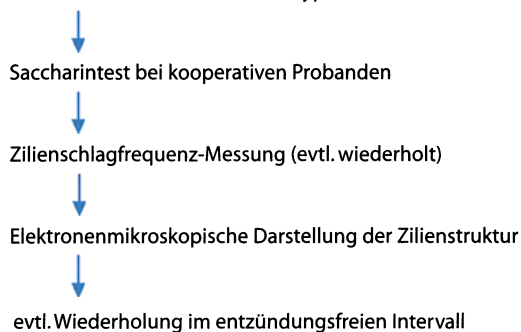 Saccharintest bei kooperativen Probanden
Zilienschlagfrequenz-Messung (evtl. wiederholt)
Elektronenmikroskopische Darstellung der Zilienstruktur
evtl. Wiederholung im entzündungsfreien Intervall